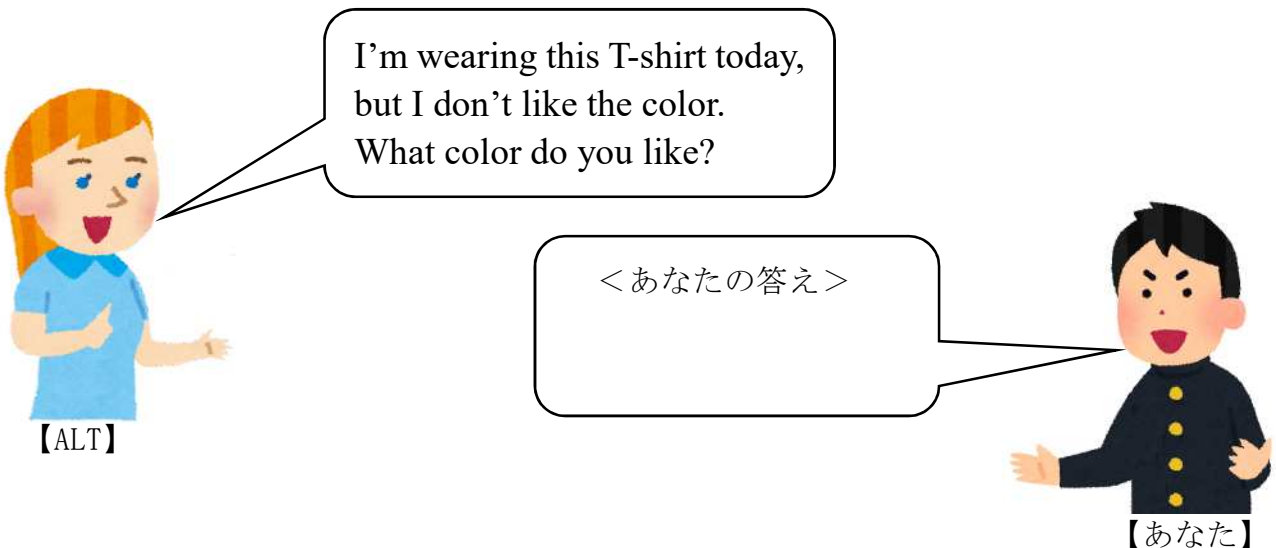 I’m wearing this T-shirt today,
but I don’t like the color.
What color do you like?
＜あなたの答え＞
【ALT】
【あなた】